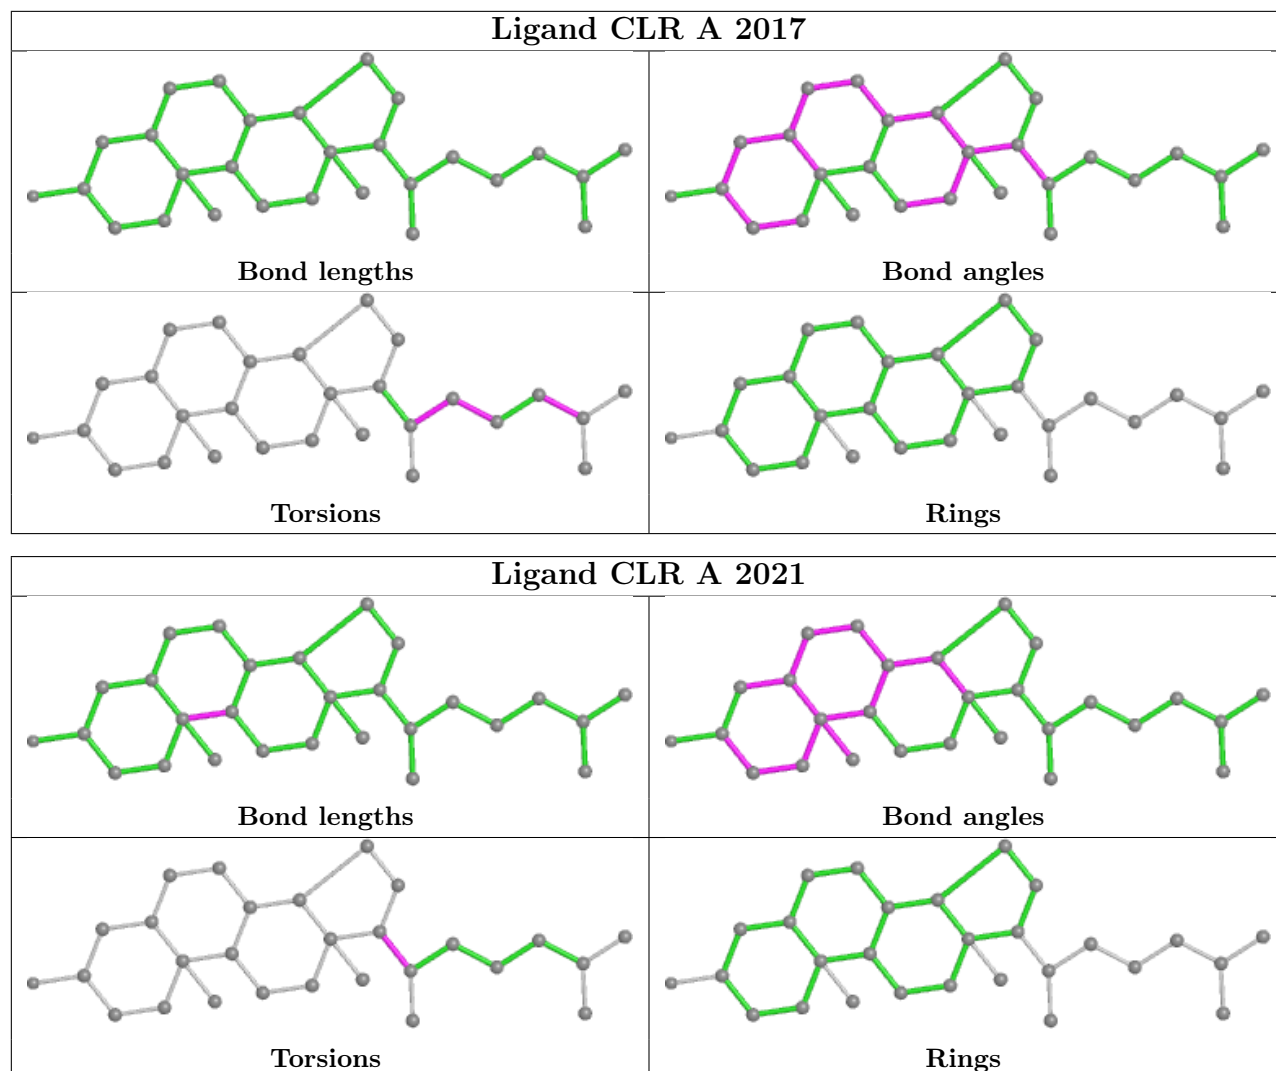 Ligand CLR A 2017
Bond lengths
Bond angles
Torsions
Rings
Ligand CLR A 2021
Bond lengths
Bond angles
Torsions
Rings